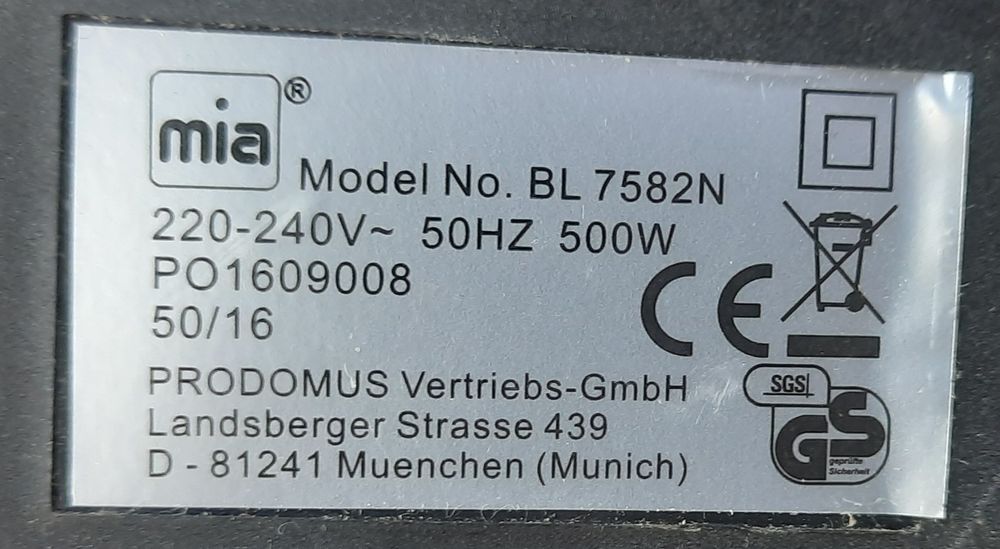 mia®
Model No. BL 7582N
220-240V~ 50HZ 500W
PO1609008
50/16
CE
PRODOMUS Vertriebs-GmbH
Landsberger Strasse 439
D - 81241 Muenchen (Munich)
SGS
GS
geprüfte
Sicherheit